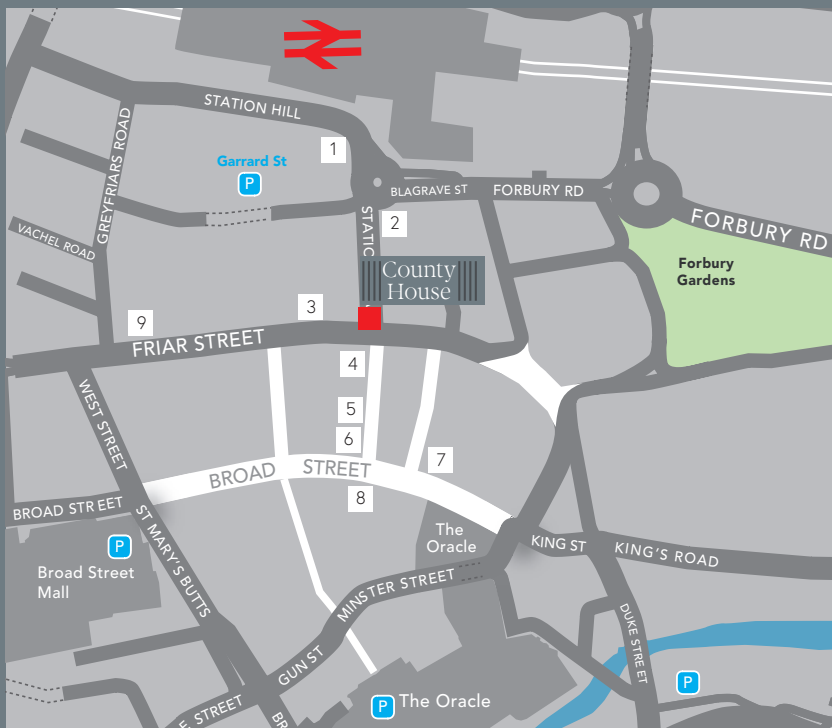 STATION HILL
1
Garrard St
P
GREYFRIARS ROAD
BLAGRAVE ST
FORBURY RD
FORBURY RD
2
STATIO
VACHEL ROAD
Forbury
Gardens
County
House
3
9
FRIAR STREET
4
WEST STREET
5
6
7
BROAD STREET
8
BROAD STREET
P
Broad Street
Mall
ST MARY'S BUTTS
The
Oracle
KING ST
KING'S ROAD
MINSTER STREET
DUKE STREET
GUN ST
P
P
The Oracle
E. STREET
BR